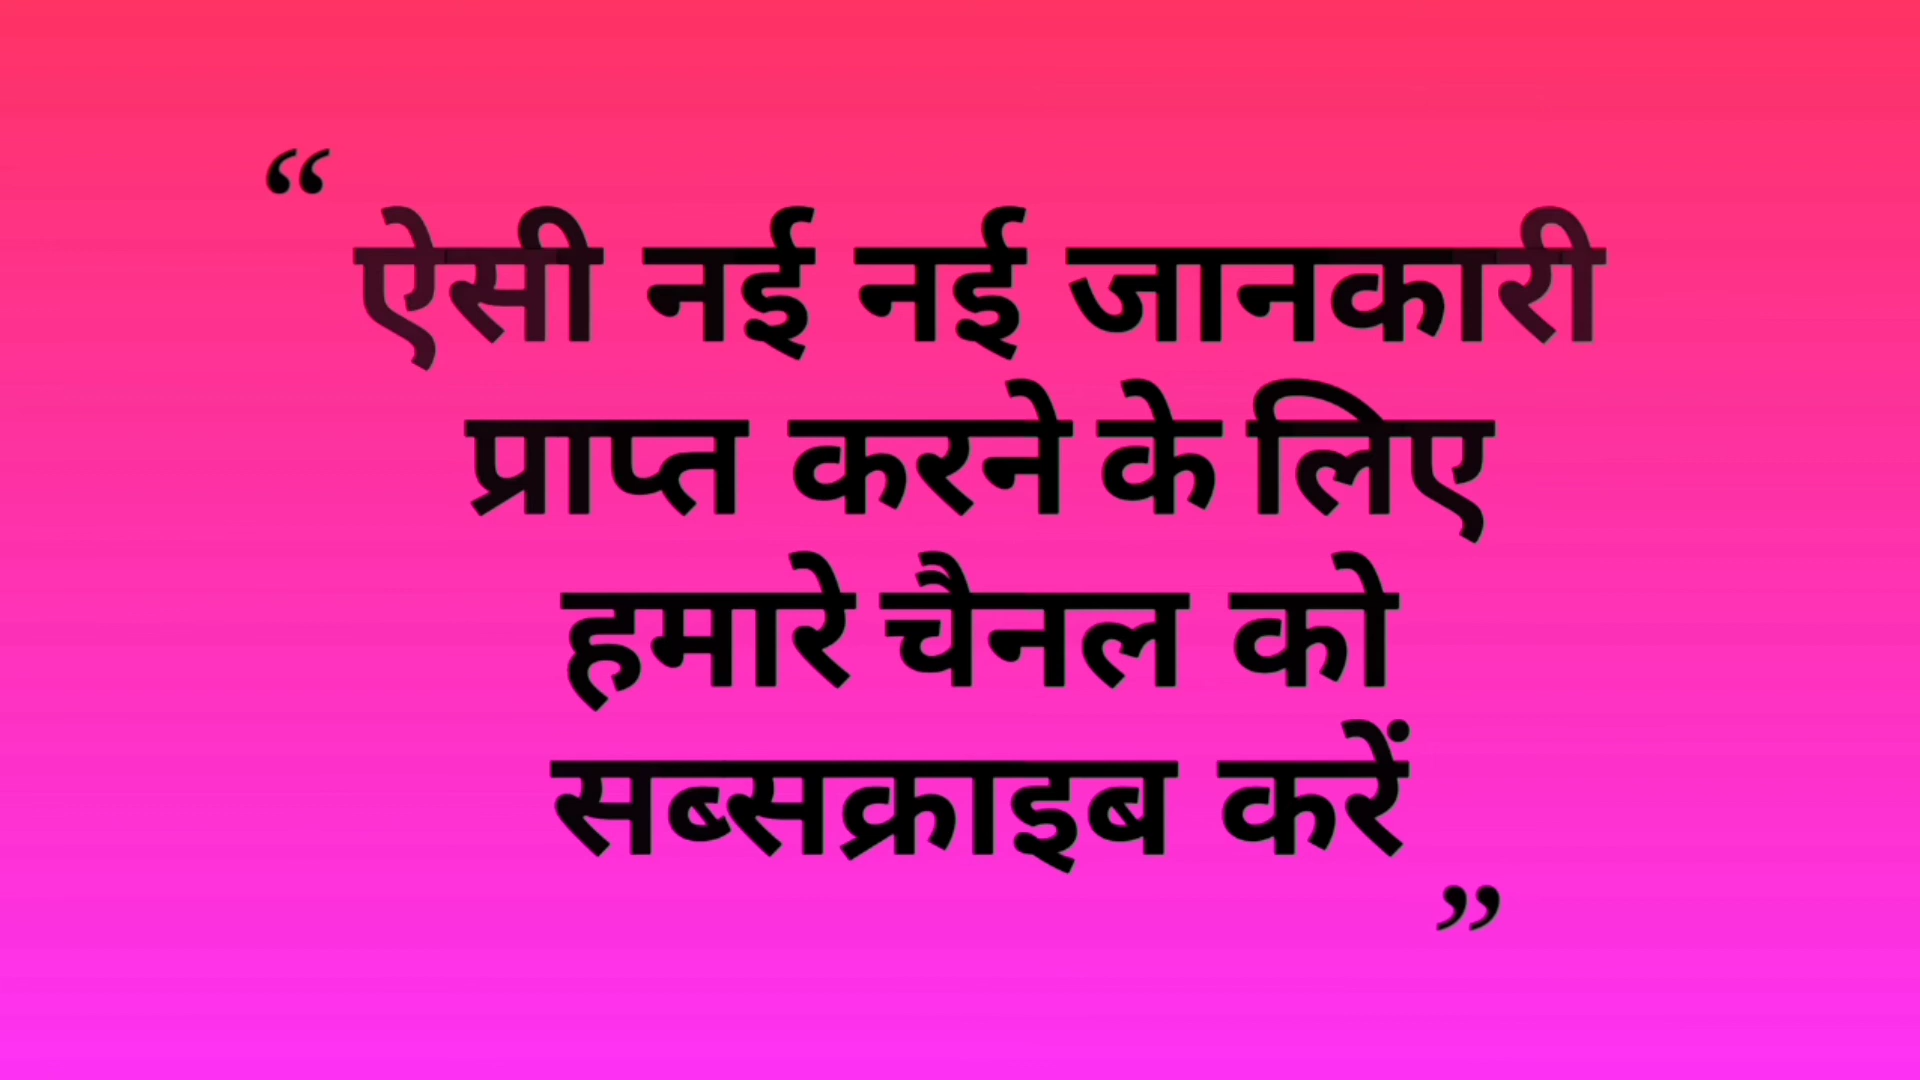 “ ऐसी नई नई जानकारी
प्राप्त करने के लिए
हमारे चैनल को
सब्सक्राइब करें ”